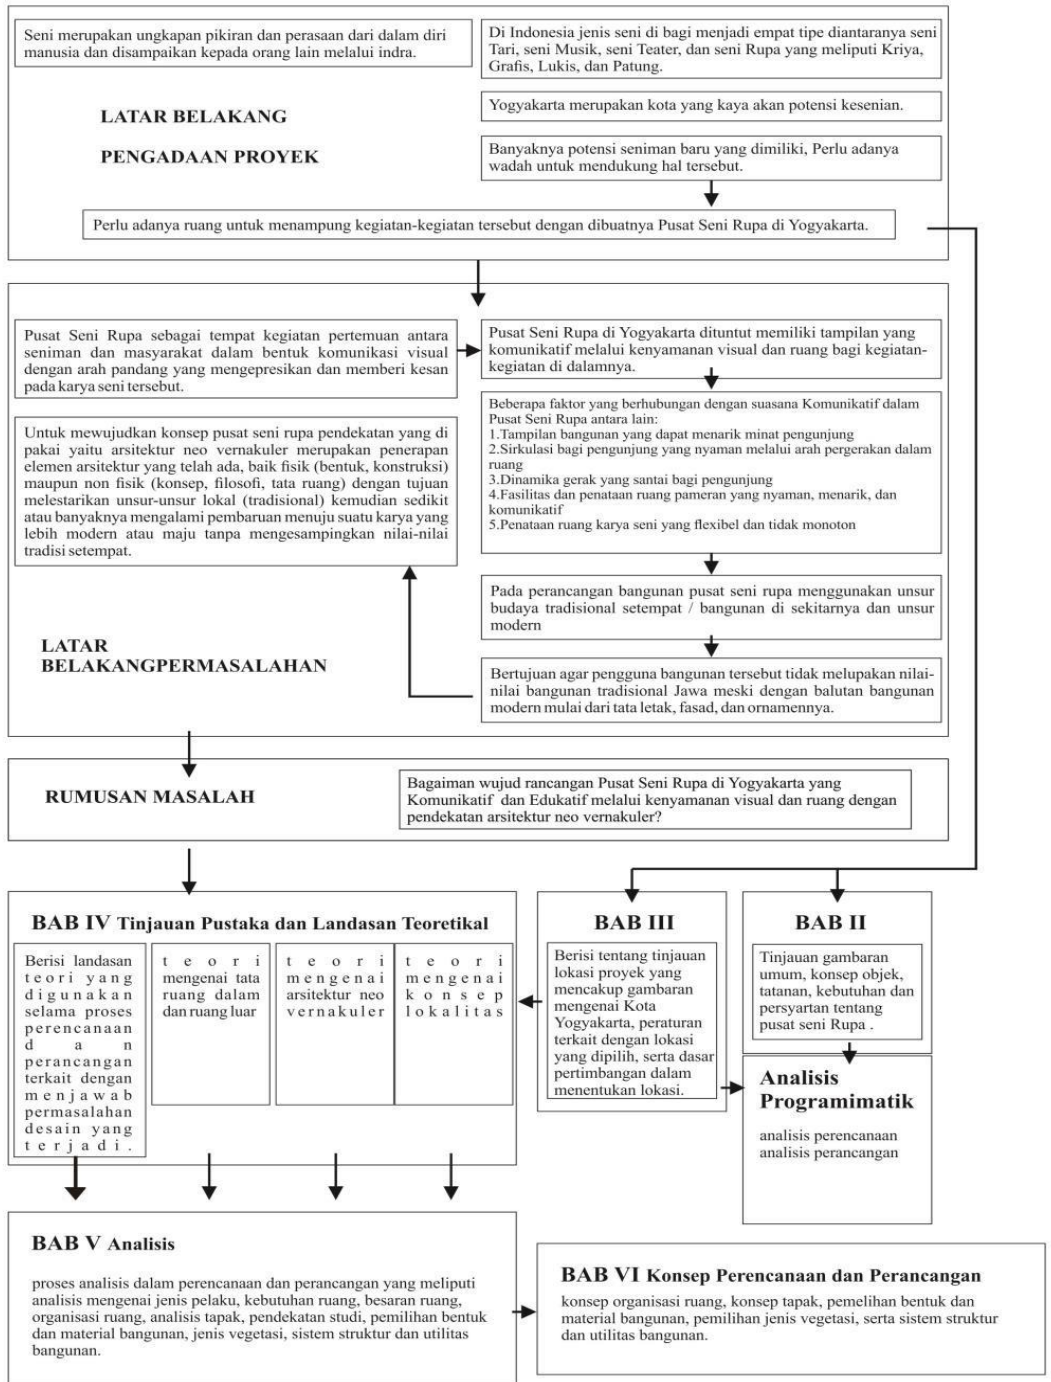 Seni merupakan ungkapan pikiran dan perasaan dari dalam diri
manusia dan disampaikan kepada orang lain melalui indra.
Di Indonesia jenis seni di bagi menjadi empat tipe diantaranya seni
Tari, seni Musik, seni Teater, dan seni Rupa yang meliputi Kriya,
Grafis, Lukis, dan Patung.
LATAR BELAKANG
PENGADAAN PROYEK
Yogyakarta merupakan kota yang kaya akan potensi kesenian.
Banyaknya potensi seniman baru yang dimiliki, Perlu adanya
wadah untuk mendukung hal tersebut.
Perlu adanya ruang untuk menampung kegiatan-kegiatan tersebut dengan dibuatnya Pusat Seni Rupa di Yogyakarta.
Pusat Seni Rupa sebagai tempat kegiatan pertemuan antara
seniman dan masyarakat dalam bentuk komunikasi visual
dengan arah pandang yang mengepresikan dan memberi kesan
pada karya seni tersebut.
Pusat Seni Rupa di Yogyakarta dituntut memiliki tampilan yang
komunikatif melalui kenyamanan visual dan ruang bagi kegiatan-
kegiatan di dalamnya.
Beberapa faktor yang berhubungan dengan suasana Komunikatif dalam
Pusat Seni Rupa antara lain:
1.Tampilan bangunan yang dapat menarik minat pengunjung
2.Sirkulasi bagi pengunjung yang nyaman melalui arah pergerakan dalam
ruang
3.Dinamika gerak yang santai bagi pengunjung
4.Fasilitas dan penataan ruang pameran yang nyaman, menarik, dan
komunikatif
5.Penataan ruang karya seni yang flexibel dan tidak monoton
Untuk mewujudkan konsep pusat seni rupa pendekatan yang di
pakai yaitu arsitektur neo vernakuler merupakan penerapan
elemen arsitektur yang telah ada, baik fisik (bentuk, konstruksi)
maupun non fisik (konsep, filosofi, tata ruang) dengan tujuan
melestarikan unsur-unsur lokal (tradisional) kemudian sedikit
atau banyaknya mengalami pembaruan menuju suatu karya yang
lebih modern atau maju tanpa mengesampingkan nilai-nilai
tradisi setempat.
Pada perancangan bangunan pusat seni rupa menggunakan unsur
budaya tradisional setempat / bangunan di sekitarnya dan unsur
modern
LATAR
BELAKANGPERMASALAHAN
Bertujuan agar pengguna bangunan tersebut tidak melupakan nilai-
nilai bangunan tradisional Jawa meski dengan balutan bangunan
modern mulai dari tata letak, fasad, dan ornamennya.
RUMUSAN MASALAH
Bagaiman wujud rancangan Pusat Seni Rupa di Yogyakarta yang
Komunikatif dan Edukatif melalui kenyamanan visual dan ruang dengan
pendekatan arsitektur neo vernakuler?
BAB IV Tinjauan Pustaka dan Landasan Teoretikal
Berisi landasan
teori yang
digunakan
selama proses
perencanaan
dan
perancangan
terkait dengan
menjawab
permasalahan
desain yang
terjadi.
teori
mengenai tata
ruang dalam
dan ruang luar
teori
mengenai
arsitektur neo
vernakuler
teori
mengenai
konsep
lokalitas
BAB III
Berisi tentang tinjauan
lokasi proyek yang
mencakup gambaran
mengenai Kota
Yogyakarta, peraturan
terkait dengan lokasi
yang dipilih, serta dasar
pertimbangan dalam
menentukan lokasi.
BAB II
Tinjauan gambaran
umum, konsep objek,
tatanan, kebutuhan dan
persyartan tentang
pusat seni Rupa .
Analisis
Programimatik
analisis perencanaan
analisis perancangan
BAB V Analisis
proses analisis dalam perencanaan dan perancangan yang meliputi
analisis mengenai jenis pelaku, kebutuhan ruang, besaran ruang,
organisasi ruang, analisis tapak, pendekatan studi, pemilihan bentuk
dan material bangunan, jenis vegetasi, sistem struktur dan utilitas
bangunan.
BAB VI Konsep Perencanaan dan Perancangan
konsep organisasi ruang, konsep tapak, pemelihan bentuk dan
material bangunan, pemilihan jenis vegetasi, serta sistem struktur
dan utilitas bangunan.